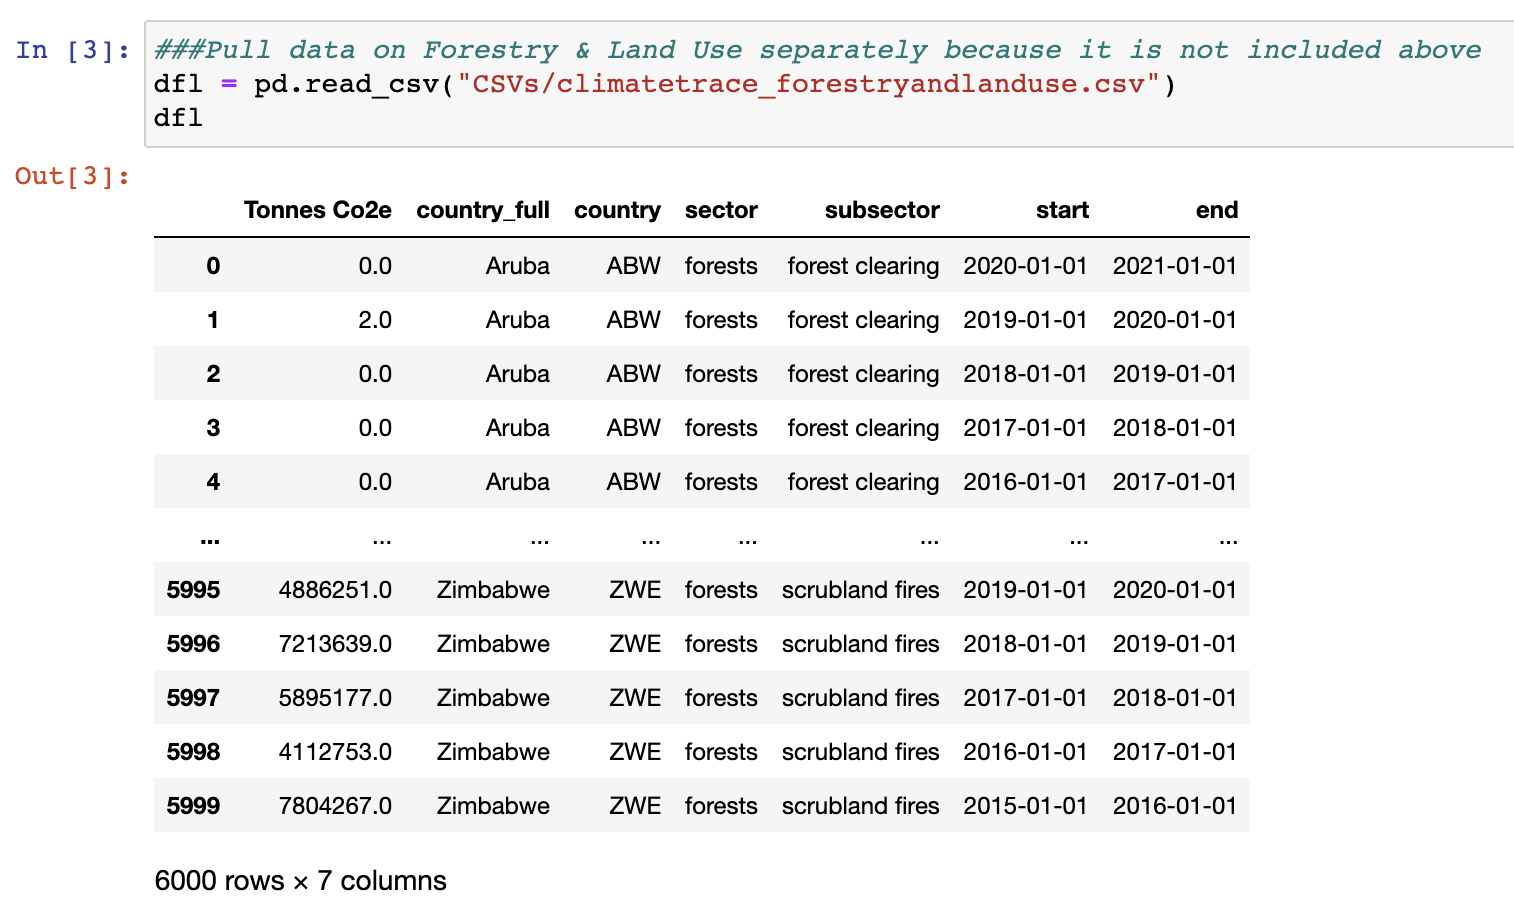 In [3]: ###Pull data on Forestry & Land Use separately because it is not included above
dfl = pd.read_csv("CSVs/climatetrace_forestryandlanduse.csv")
dfl
Out[3]:
Tonnes Co2e country_full country sector subsector start end
0 0.0 Aruba ABW forests forest clearing 2020-01-01 2021-01-01
1 2.0 Aruba ABW forests forest clearing 2019-01-01 2020-01-01
2 0.0 Aruba ABW forests forest clearing 2018-01-01 2019-01-01
3 0.0 Aruba ABW forests forest clearing 2017-01-01 2018-01-01
4 0.0 Aruba ABW forests forest clearing 2016-01-01 2017-01-01
... ... ... ... ... ... ... ...
5995 4886251.0 Zimbabwe ZWE forests scrubland fires 2019-01-01 2020-01-01
5996 7213639.0 Zimbabwe ZWE forests scrubland fires 2018-01-01 2019-01-01
5997 5895177.0 Zimbabwe ZWE forests scrubland fires 2017-01-01 2018-01-01
5998 4112753.0 Zimbabwe ZWE forests scrubland fires 2016-01-01 2017-01-01
5999 7804267.0 Zimbabwe ZWE forests scrubland fires 2015-01-01 2016-01-01
6000 rows × 7 columns